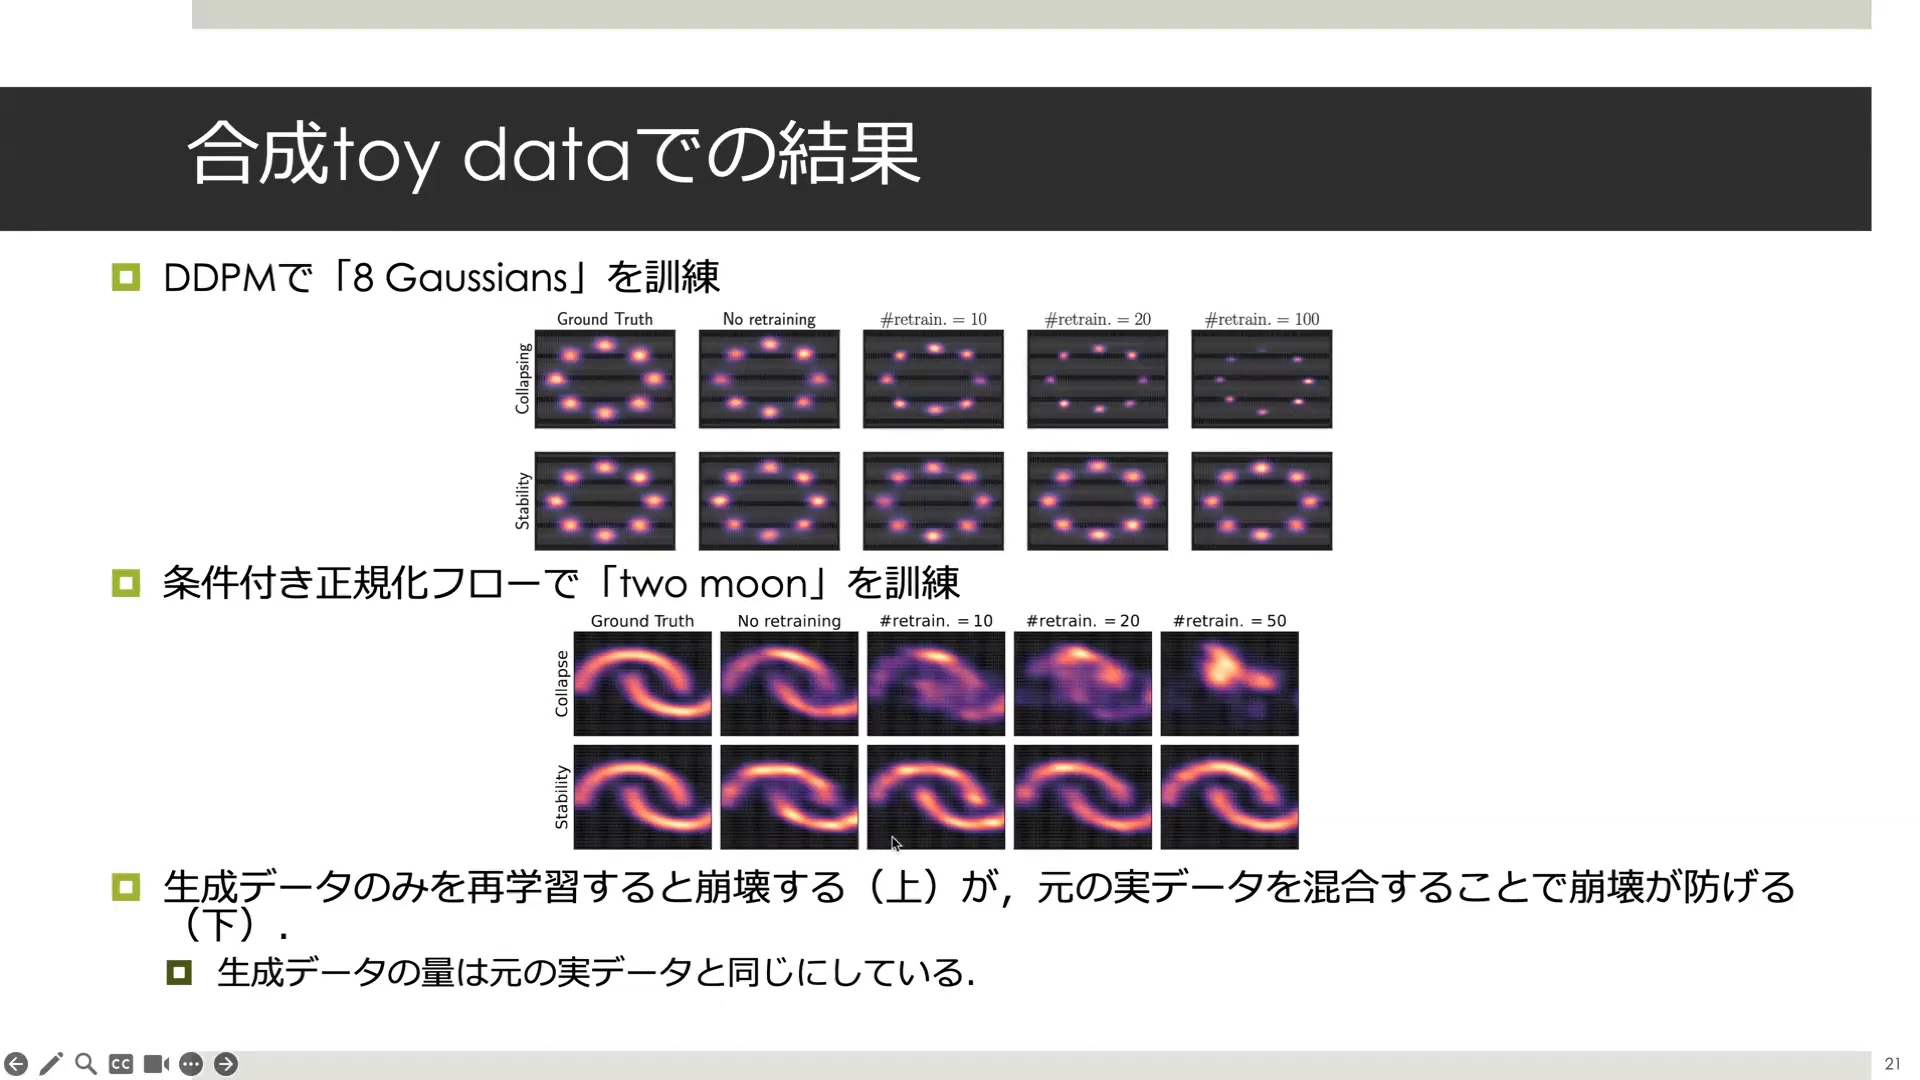 合成toy dataでの結果
DDPMで「8 Gaussians」を訓練
Ground Truth No retraining #retrain. = 10 #retrain. = 20 #retrain. = 100
Collapsing
Stability
条件付き正規化フローで「two moon」を訓練
Ground Truth No retraining #retrain. = 10 #retrain. = 20 #retrain. = 50
Collapse
Stability
生成データのみを再学習すると崩壊する（上）が，元の実データを混合することで崩壊が防げる
（下）．
生成データの量は元の実データと同じにしている．
CC
21